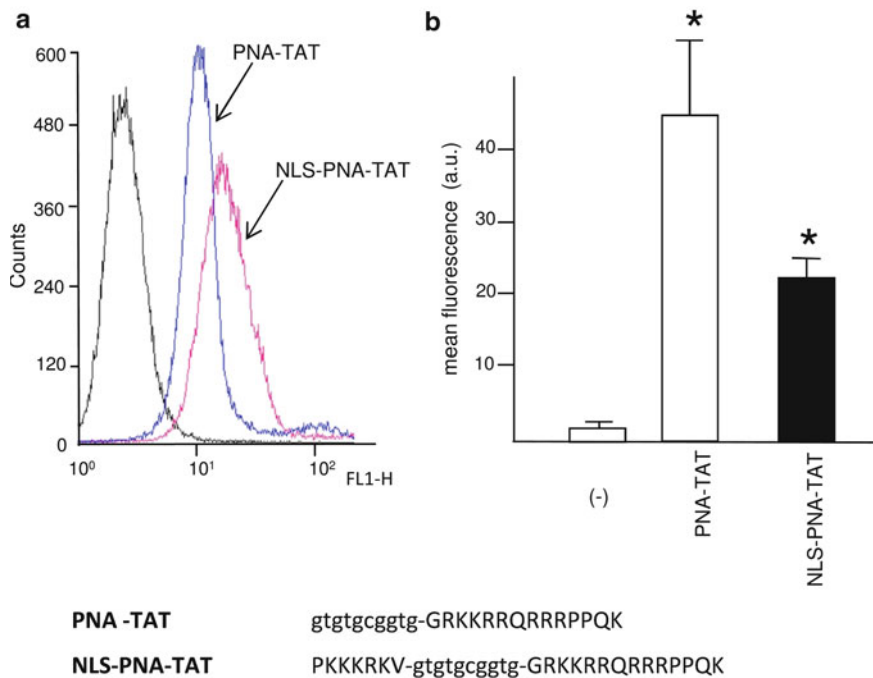 a
b
600
480
360
240
120
0
Counts
10⁰
10¹
10²
FL1-H
PNA-TAT
NLS-PNA-TAT
mean fluorescence (a.u.)
40
30
20
10
*
*
(-)
PNA-TAT
NLS-PNA-TAT
PNA -TAT gtgtgcggtg-GRKKRRQRRRPPQK
NLS-PNA-TAT PKKKRKV-gtgtgcggtg-GRKKRRQRRRPPQK